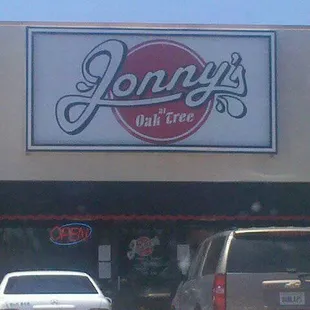 Jonny's
at
Oak Tree
OPEN